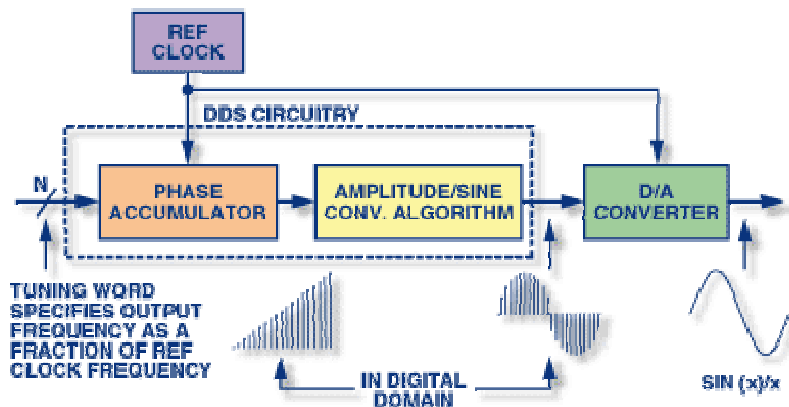 REF
CLOCK
DDS CIRCUITRY
N
PHASE
ACCUMULATOR
AMPLITUDE/SINE
CONV. ALGORITHM
D/A
CONVERTER
TUNING WORD
SPECIFIES OUTPUT
FREQUENCY AS A
FRACTION OF REF
CLOCK FREQUENCY
IN DIGITAL
DOMAIN
SIN (x)/x